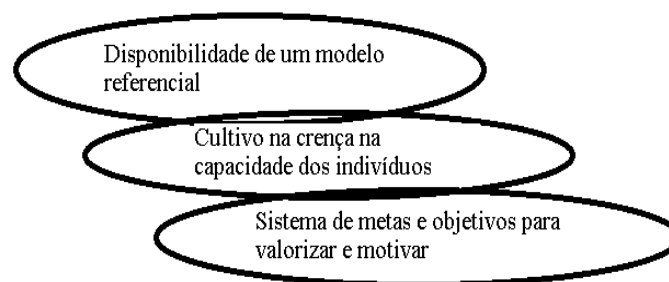 Disponibilidade de um modelo
referencial
Cultivo na crença na
capacidade dos indivíduos
Sistema de metas e objetivos para
valorizar e motivar